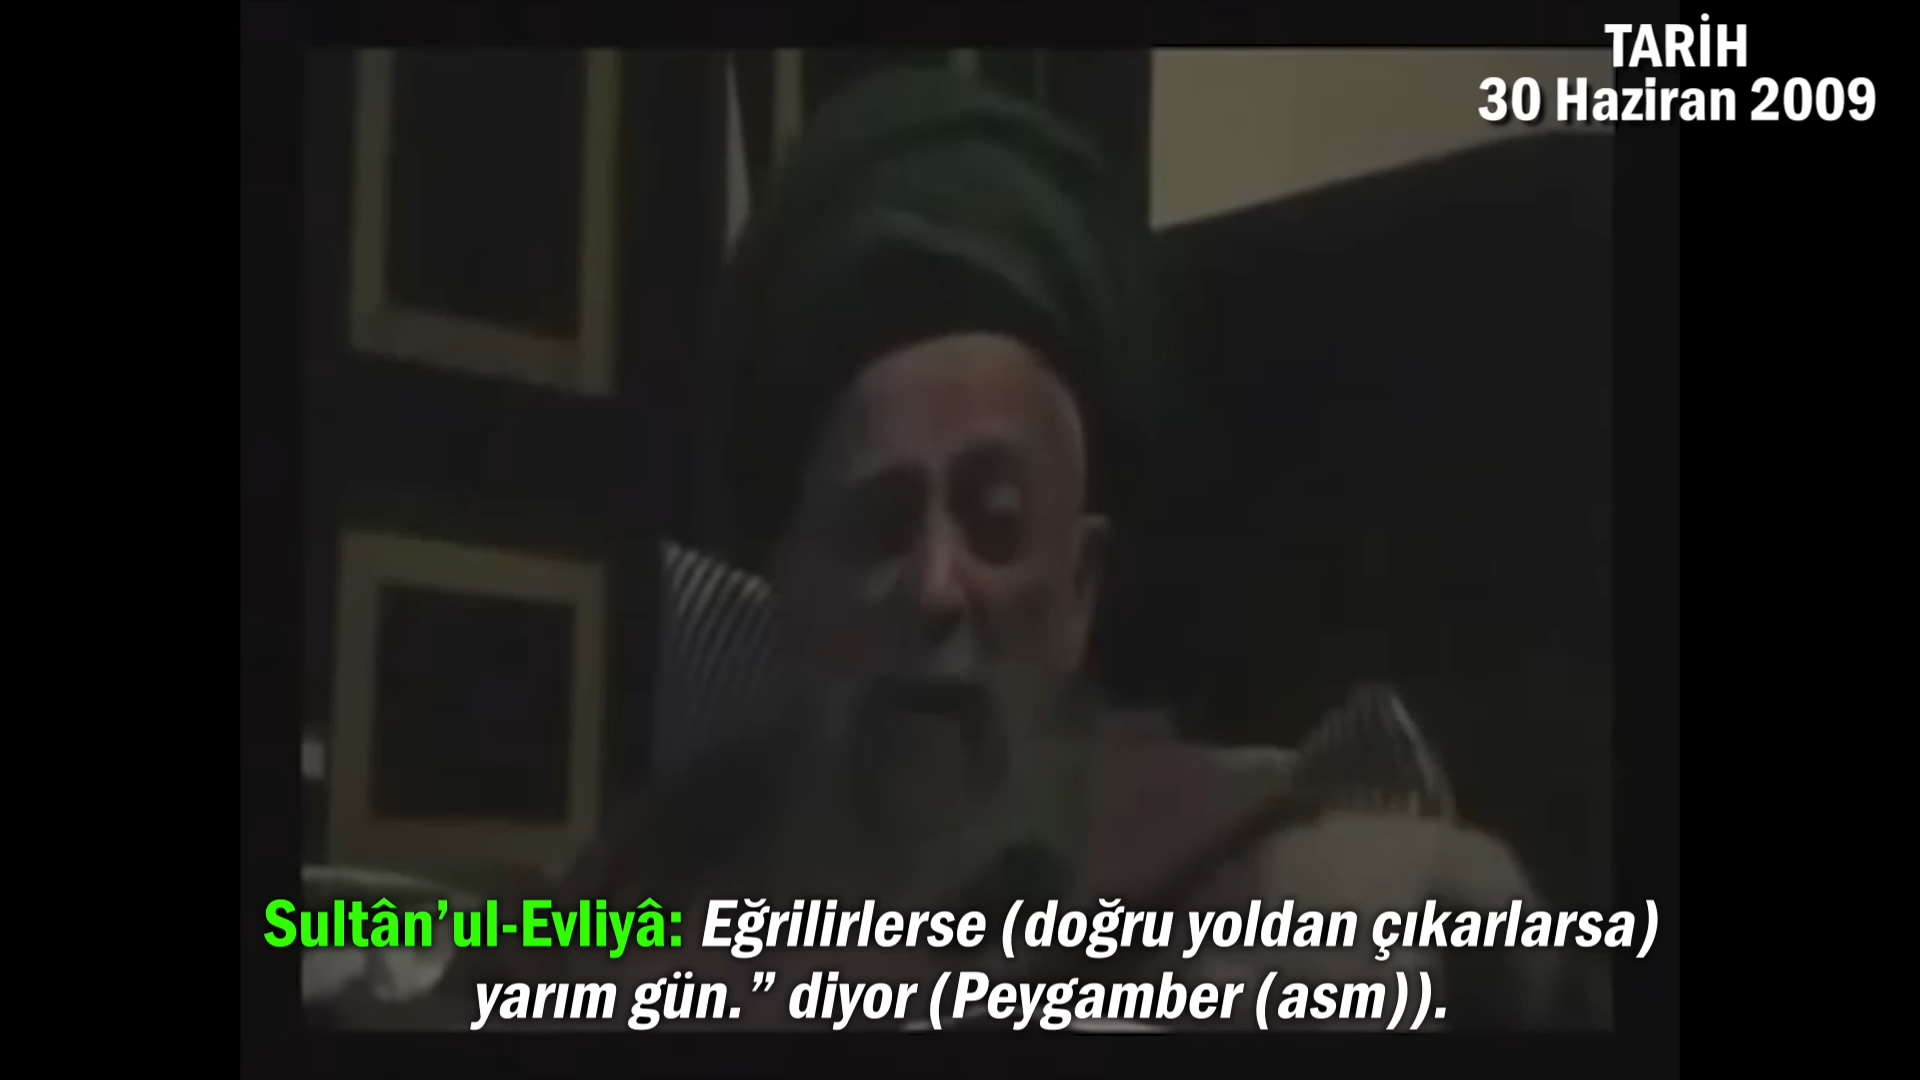 TARİH
30 Haziran 2009
Sultân’ul-Evliyâ: Eğrilirlerse (doğru yoldan çıkarlarsa)
yarım gün.” diyor (Peygamber (asm)).